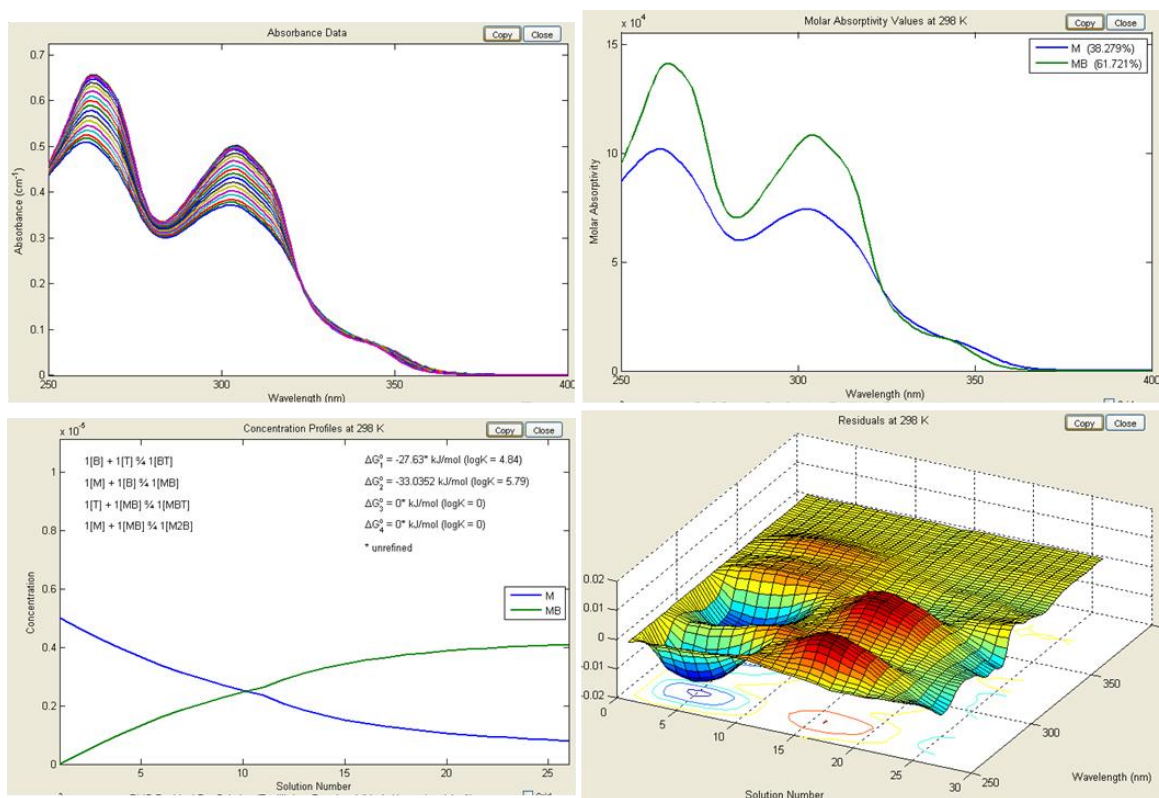 Absorbance Data
Copy
Close
0.7
0.6
0.5
0.4
0.3
0.2
0.1
0
Absorbance (cm⁻¹)
250
300
350
400
Wavelength (nm)
Molar Absorptivity Values at 298 K
Copy
Close
x 10⁴
15
10
5
0
Molar Absorptivity
M (38.279%)
MB (61.721%)
250
300
350
400
Wavelength (nm)
Concentration Profiles at 298 K
Copy
Close
x 10⁻⁵
1
0.8
0.6
0.4
0.2
0
Concentration
1[B] + 1[T] ¾ 1[BT]
1[M] + 1[B] ¾ 1[MB]
1[T] + 1[MB] ¾ 1[MBT]
1[M] + 1[MB] ¾ 1[M2B]
ΔG⁰₁ = -27.63* kJ/mol (logK = 4.84)
ΔG⁰₂ = -33.0352 kJ/mol (logK = 5.79)
ΔG⁰₃ = 0* kJ/mol (logK = 0)
ΔG⁰₄ = 0* kJ/mol (logK = 0)
* unrefined
M
MB
5
10
15
20
25
Solution Number
Residuals at 298 K
Copy
Close
0.02
0.01
0
-0.01
-0.02
0
5
10
15
20
25
30
Solution Number
250
300
350
Wavelength (nm)